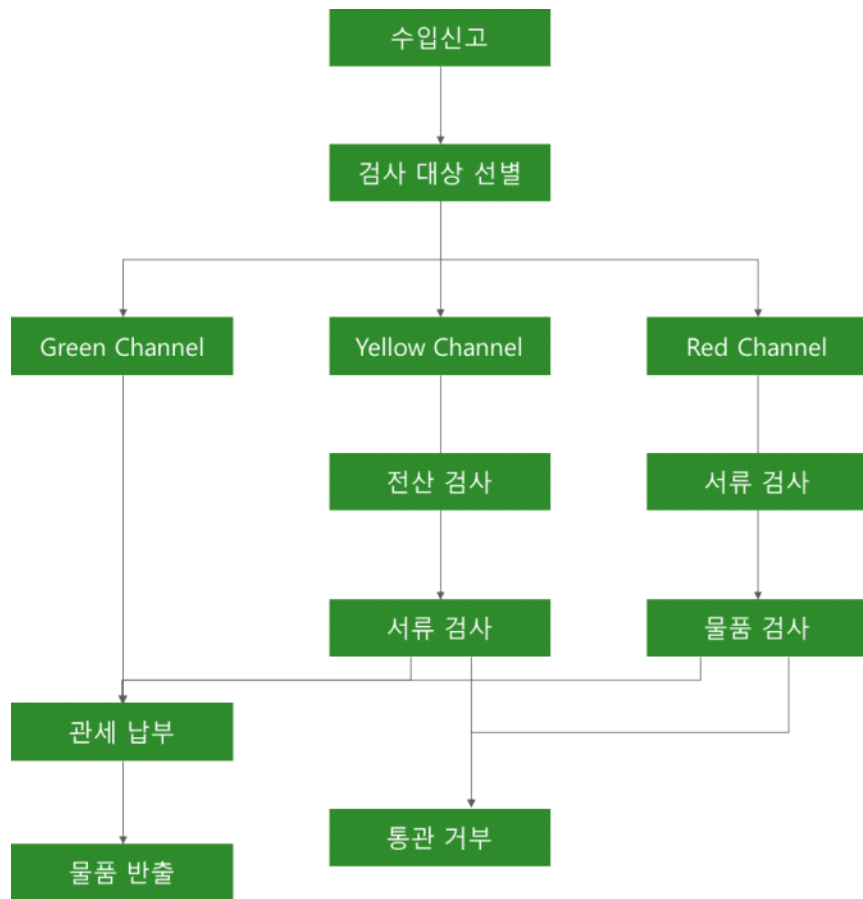 수입신고
검사 대상 선별
Green Channel
Yellow Channel
Red Channel
전산 검사
서류 검사
서류 검사
물품 검사
관세 납부
통관 거부
물품 반출